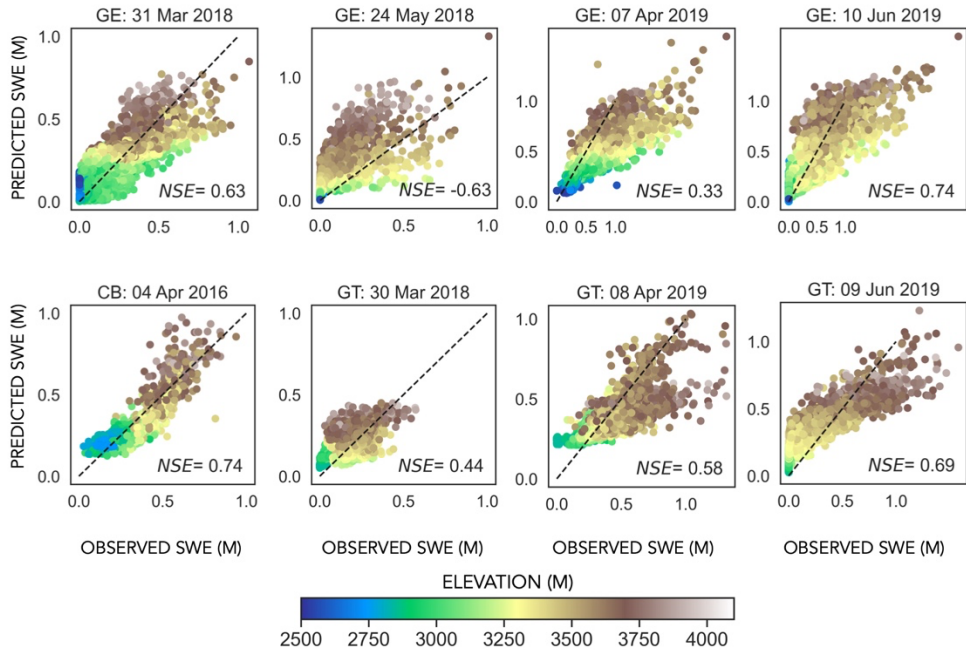 GE: 31 Mar 2018 GE: 24 May 2018 GE: 07 Apr 2019 GE: 10 Jun 2019
PREDICTED SWE (M)
1.0 1.0 1.0 1.0
0.5 0.5 0.5 0.5
0.0 0.0 0.0 0.0
NSE= 0.63 NSE= -0.63 NSE= 0.33 NSE= 0.74
0.0 0.5 1.0 0.0 0.5 1.0 0.0 0.5 1.0 0.0 0.5 1.0
CB: 04 Apr 2016 GT: 30 Mar 2018 GT: 08 Apr 2019 GT: 09 Jun 2019
PREDICTED SWE (M)
1.0 1.0 1.0 1.0
0.5 0.5 0.5 0.5
0.0 0.0 0.0 0.0
NSE= 0.74 NSE= 0.44 NSE= 0.58 NSE= 0.69
0.0 0.5 1.0 0.0 0.5 1.0 0.0 0.5 1.0 0.0 0.5 1.0
OBSERVED SWE (M) OBSERVED SWE (M) OBSERVED SWE (M) OBSERVED SWE (M)
ELEVATION (M)
2500 2750 3000 3250 3500 3750 4000